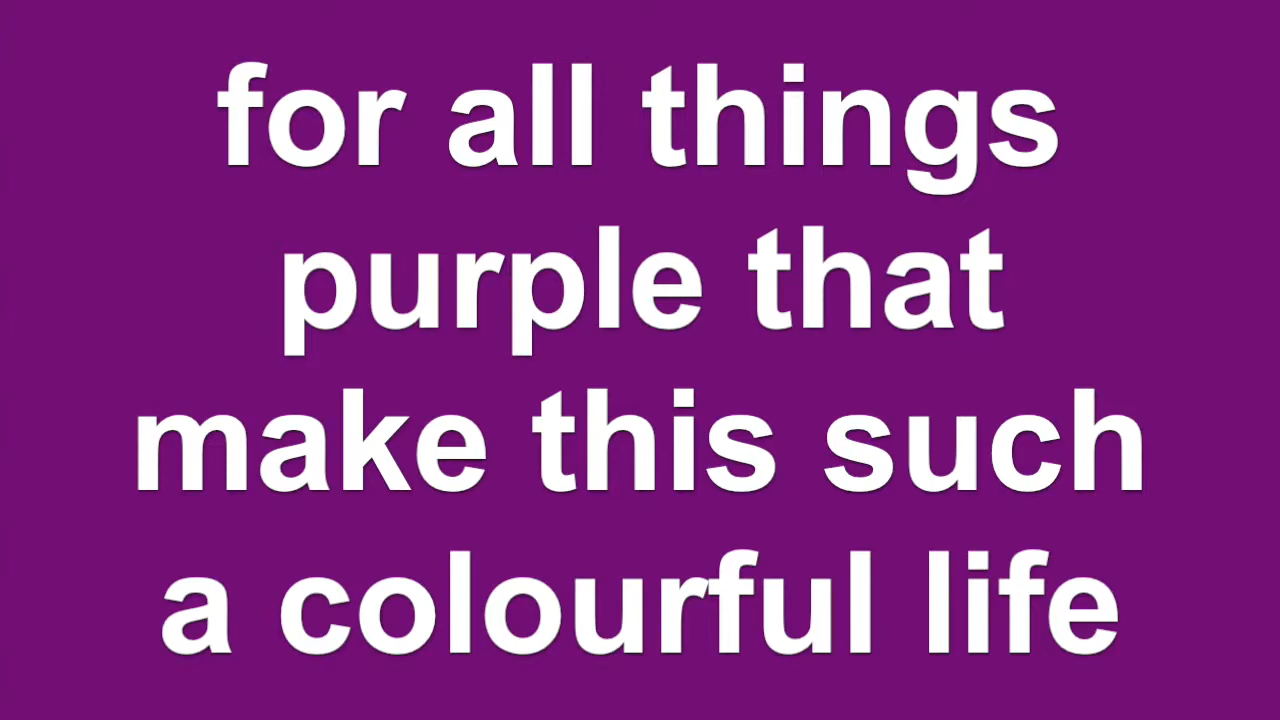 for all things
purple that
make this such
a colourful life